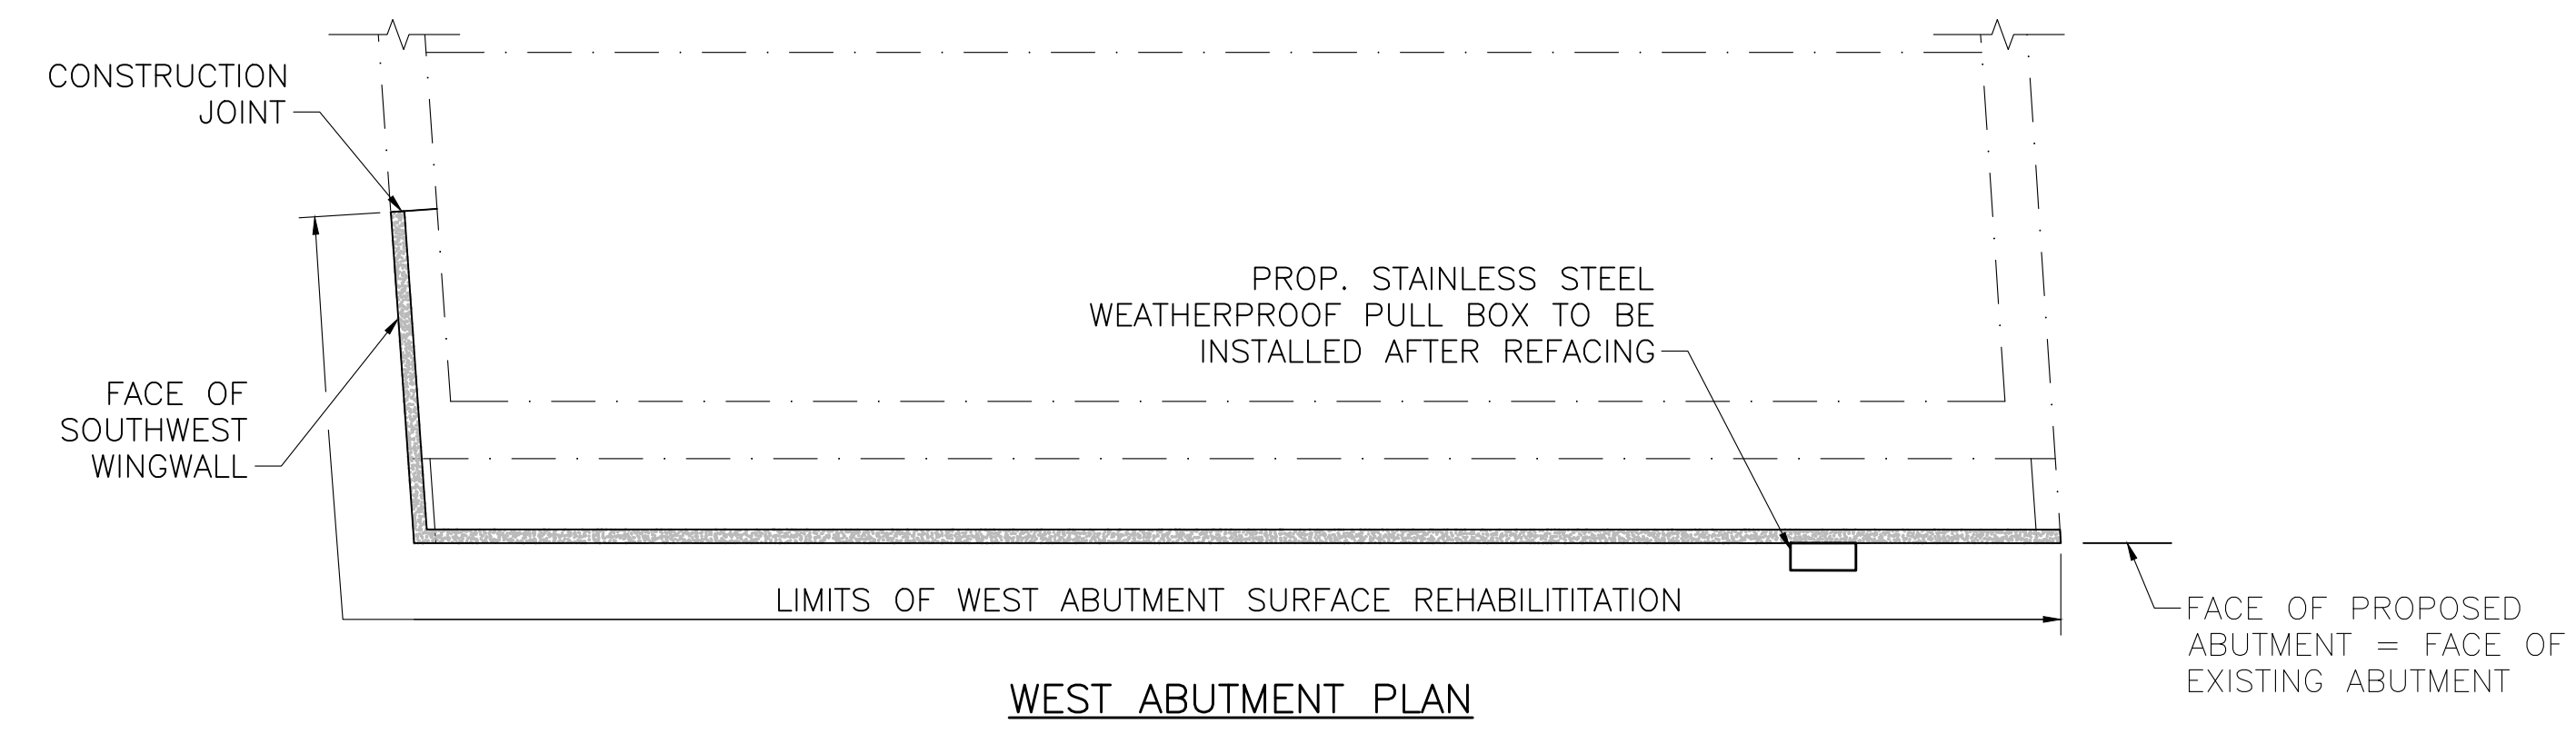 CONSTRUCTION
JOINT
PROP. STAINLESS STEEL
WEATHERPROOF PULL BOX TO BE
INSTALLED AFTER REFACING
FACE OF
SOUTHWEST
WINGWALL
LIMITS OF WEST ABUTMENT SURFACE REHABILITITATION
FACE OF PROPOSED
ABUTMENT = FACE OF
EXISTING ABUTMENT
WEST ABUTMENT PLAN